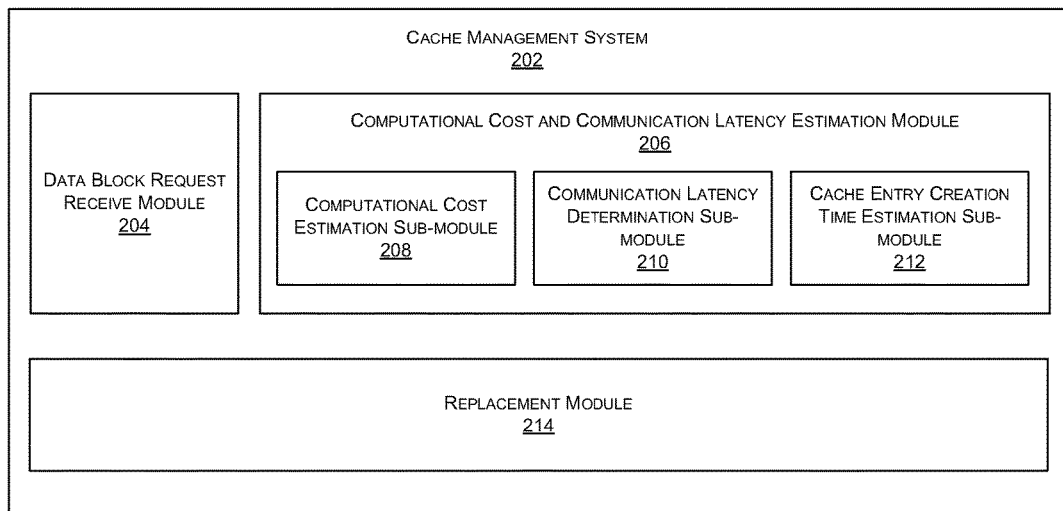 CACHE MANAGEMENT SYSTEM
202
DATA BLOCK REQUEST
RECEIVE MODULE
204
COMPUTATIONAL COST AND COMMUNICATION LATENCY ESTIMATION MODULE
206
COMPUTATIONAL COST
ESTIMATION SUB-MODULE
208
COMMUNICATION LATENCY
DETERMINATION SUB-
MODULE
210
CACHE ENTRY CREATION
TIME ESTIMATION SUB-
MODULE
212
REPLACEMENT MODULE
214